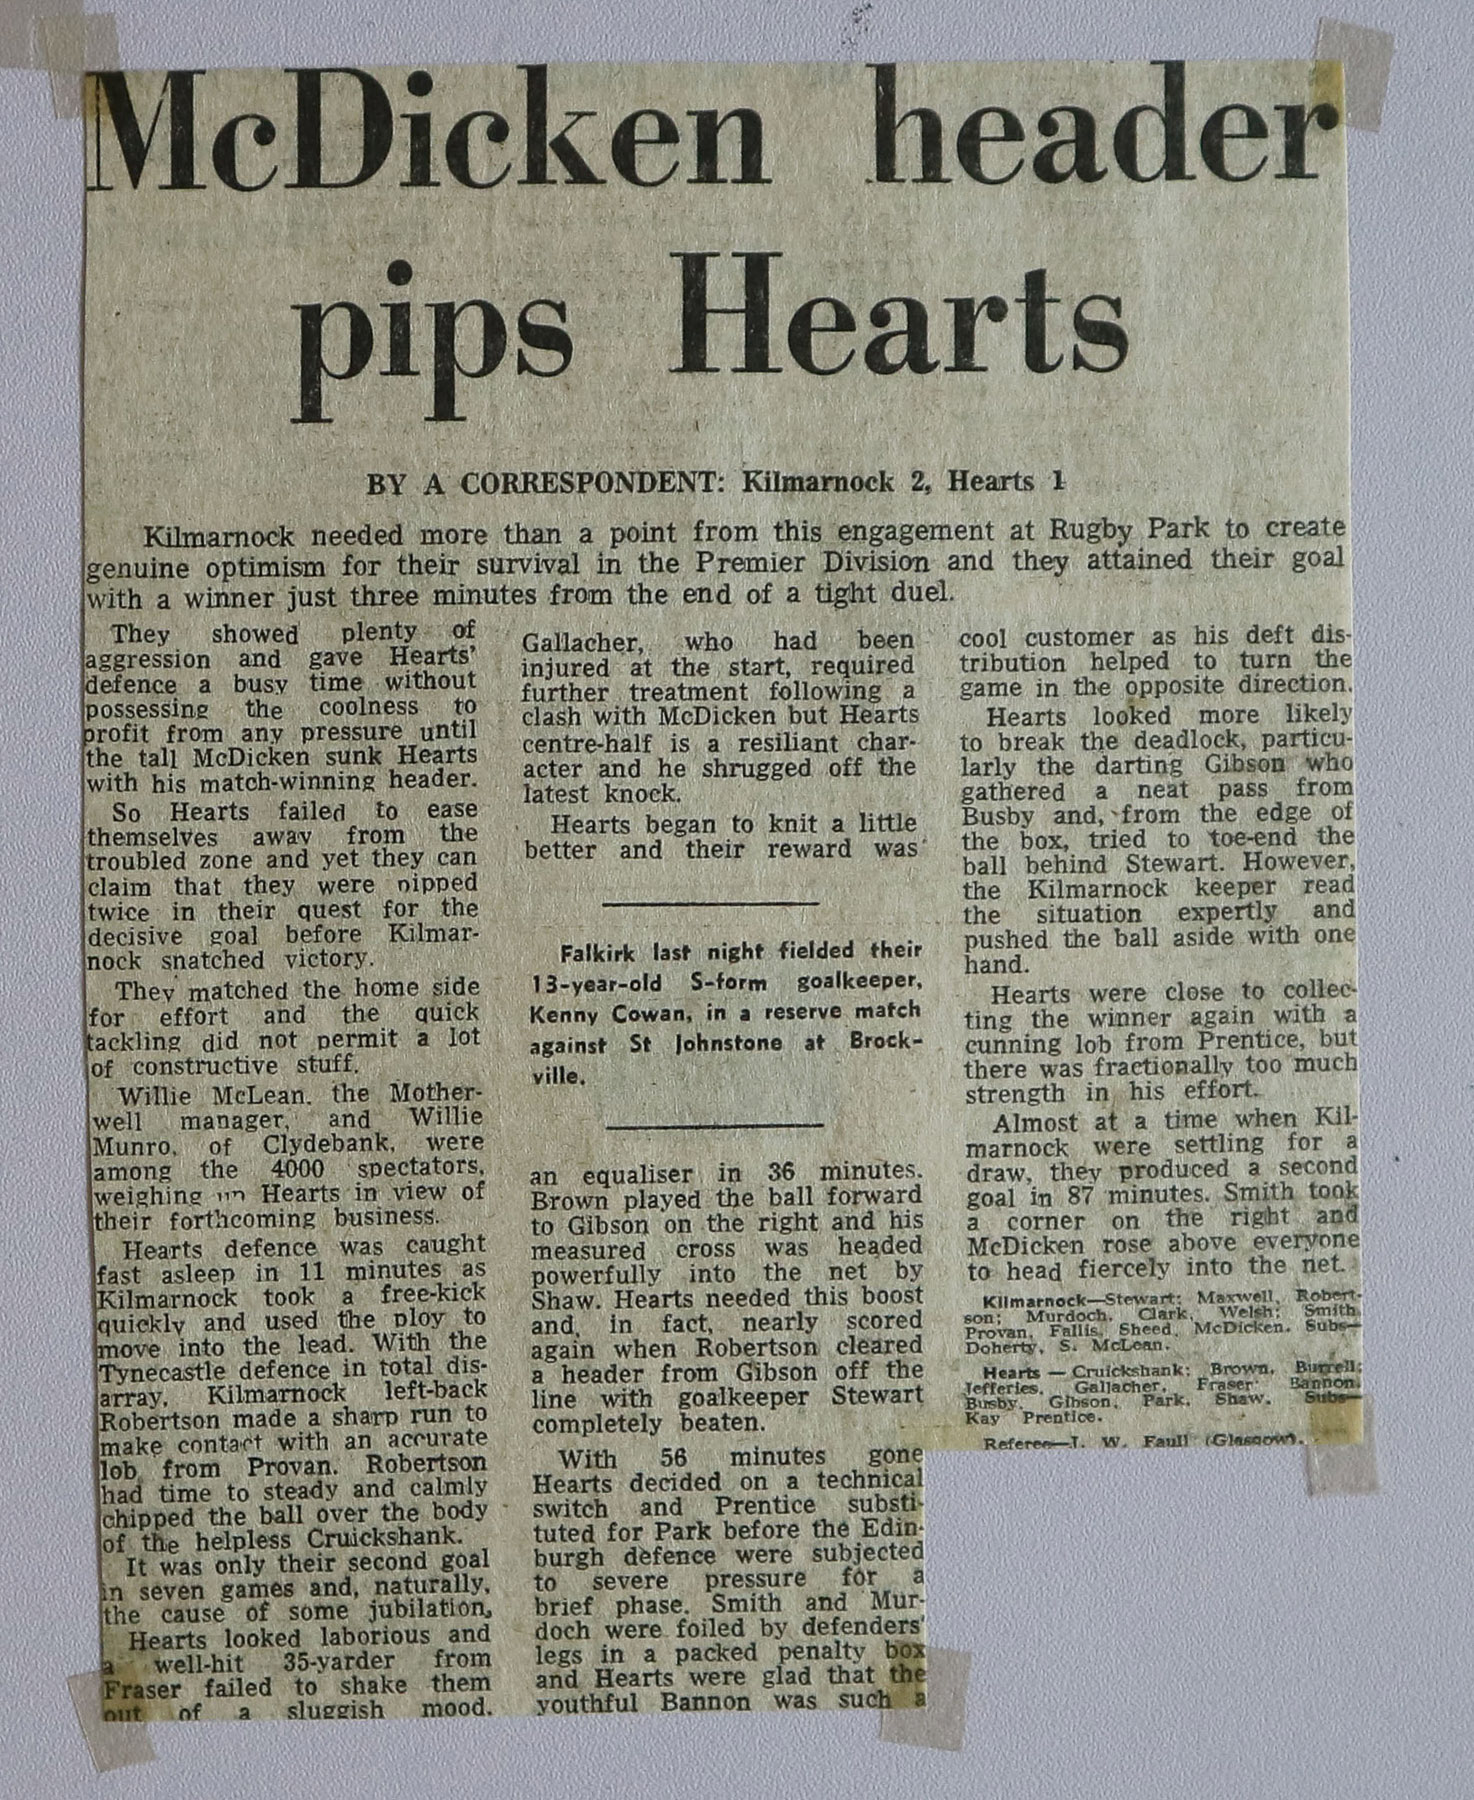 McDicken header
pips Hearts
BY A CORRESPONDENT: Kilmarnock 2, Hearts 1
Kilmarnock needed more than a point from this engagement at Rugby Park to create
genuine optimism for their survival in the Premier Division and they attained their goal
with a winner just three minutes from the end of a tight duel.
They showed plenty of
aggression and gave Hearts'
defence a busy time without
possessing the coolness to
profit from any pressure until
the tall McDicken sunk Hearts
with his match-winning header.
So Hearts failed to ease
themselves away from the
troubled zone and yet they can
claim that they were nipped
twice in their quest for the
decisive goal before Kilmar-
nock snatched victory.
They matched the home side
for effort and the quick
tackling did not permit a lot
of constructive stuff.
Willie McLean, the Mother-
well manager, and Willie
Munro, of Clydebank, were
among the 4000 spectators,
weighing up Hearts in view of
their forthcoming business.
Hearts defence was caught
fast asleep in 11 minutes as
Kilmarnock took a free-kick
quickly and used the ploy to
move into the lead. With the
Tynecastle defence in total dis-
array, Kilmarnock left-back
Robertson made a sharp run to
make contact with an accurate
lob from Provan. Robertson
had time to steady and calmly
chipped the ball over the body
of the helpless Cruickshank.
It was only their second goal
in seven games and, naturally,
the cause of some jubilation,
Hearts looked laborious and
a well-hit 35-yarder from
Fraser failed to shake them
out of a sluggish mood.
Gallacher, who had been
injured at the start, required
further treatment following a
clash with McDicken but Hearts
centre-half is a resiliant char-
acter and he shrugged off the
latest knock.
Hearts began to knit a little
better and their reward was
Falkirk last night fielded their
13-year-old S-form goalkeeper,
Kenny Cowan, in a reserve match
against St Johnstone at Brock-
ville.
an equaliser in 36 minutes.
Brown played the ball forward
to Gibson on the right and his
measured cross was headed
powerfully into the net by
Shaw. Hearts needed this boost
and, in fact, nearly scored
again when Robertson cleared
a header from Gibson off the
line with goalkeeper Stewart
completely beaten.
With 56 minutes gone
Hearts decided on a technical
switch and Prentice substi-
tuted for Park before the Edin-
burgh defence were subjected
to severe pressure for a
brief phase. Smith and Mur-
doch were foiled by defenders'
legs in a packed penalty box
and Hearts were glad that the
youthful Bannon was such a
cool customer as his deft dis-
tribution helped to turn the
game in the opposite direction.
Hearts looked more likely
to break the deadlock, particu-
larly the darting Gibson who
gathered a neat pass from
Busby and, from the edge of
the box, tried to toe-end the
ball behind Stewart. However,
the Kilmarnock keeper read
the situation expertly and
pushed the ball aside with one
hand.
Hearts were close to collec-
ting the winner again with a
cunning lob from Prentice, but
there was fractionally too much
strength in his effort.
Almost at a time when Kil-
marnock were settling for a
draw, they produced a second
goal in 87 minutes. Smith took
a corner on the right and
McDicken rose above everyone
to head fiercely into the net.
Kilmarnock—Stewart; Maxwell, Robert-
son; Murdoch, Clark, Welsh; Smith,
Provan, Fallis, Sheed, McDicken. Subs—
Doherty, S. McLean.
Hearts — Cruickshank; Brown, Burrell;
Jefferies, Gallacher, Fraser; Bannon,
Busby, Gibson, Park, Shaw. Subs—
Kay Prentice.
Referee—J. W. Faull (Glasgow).